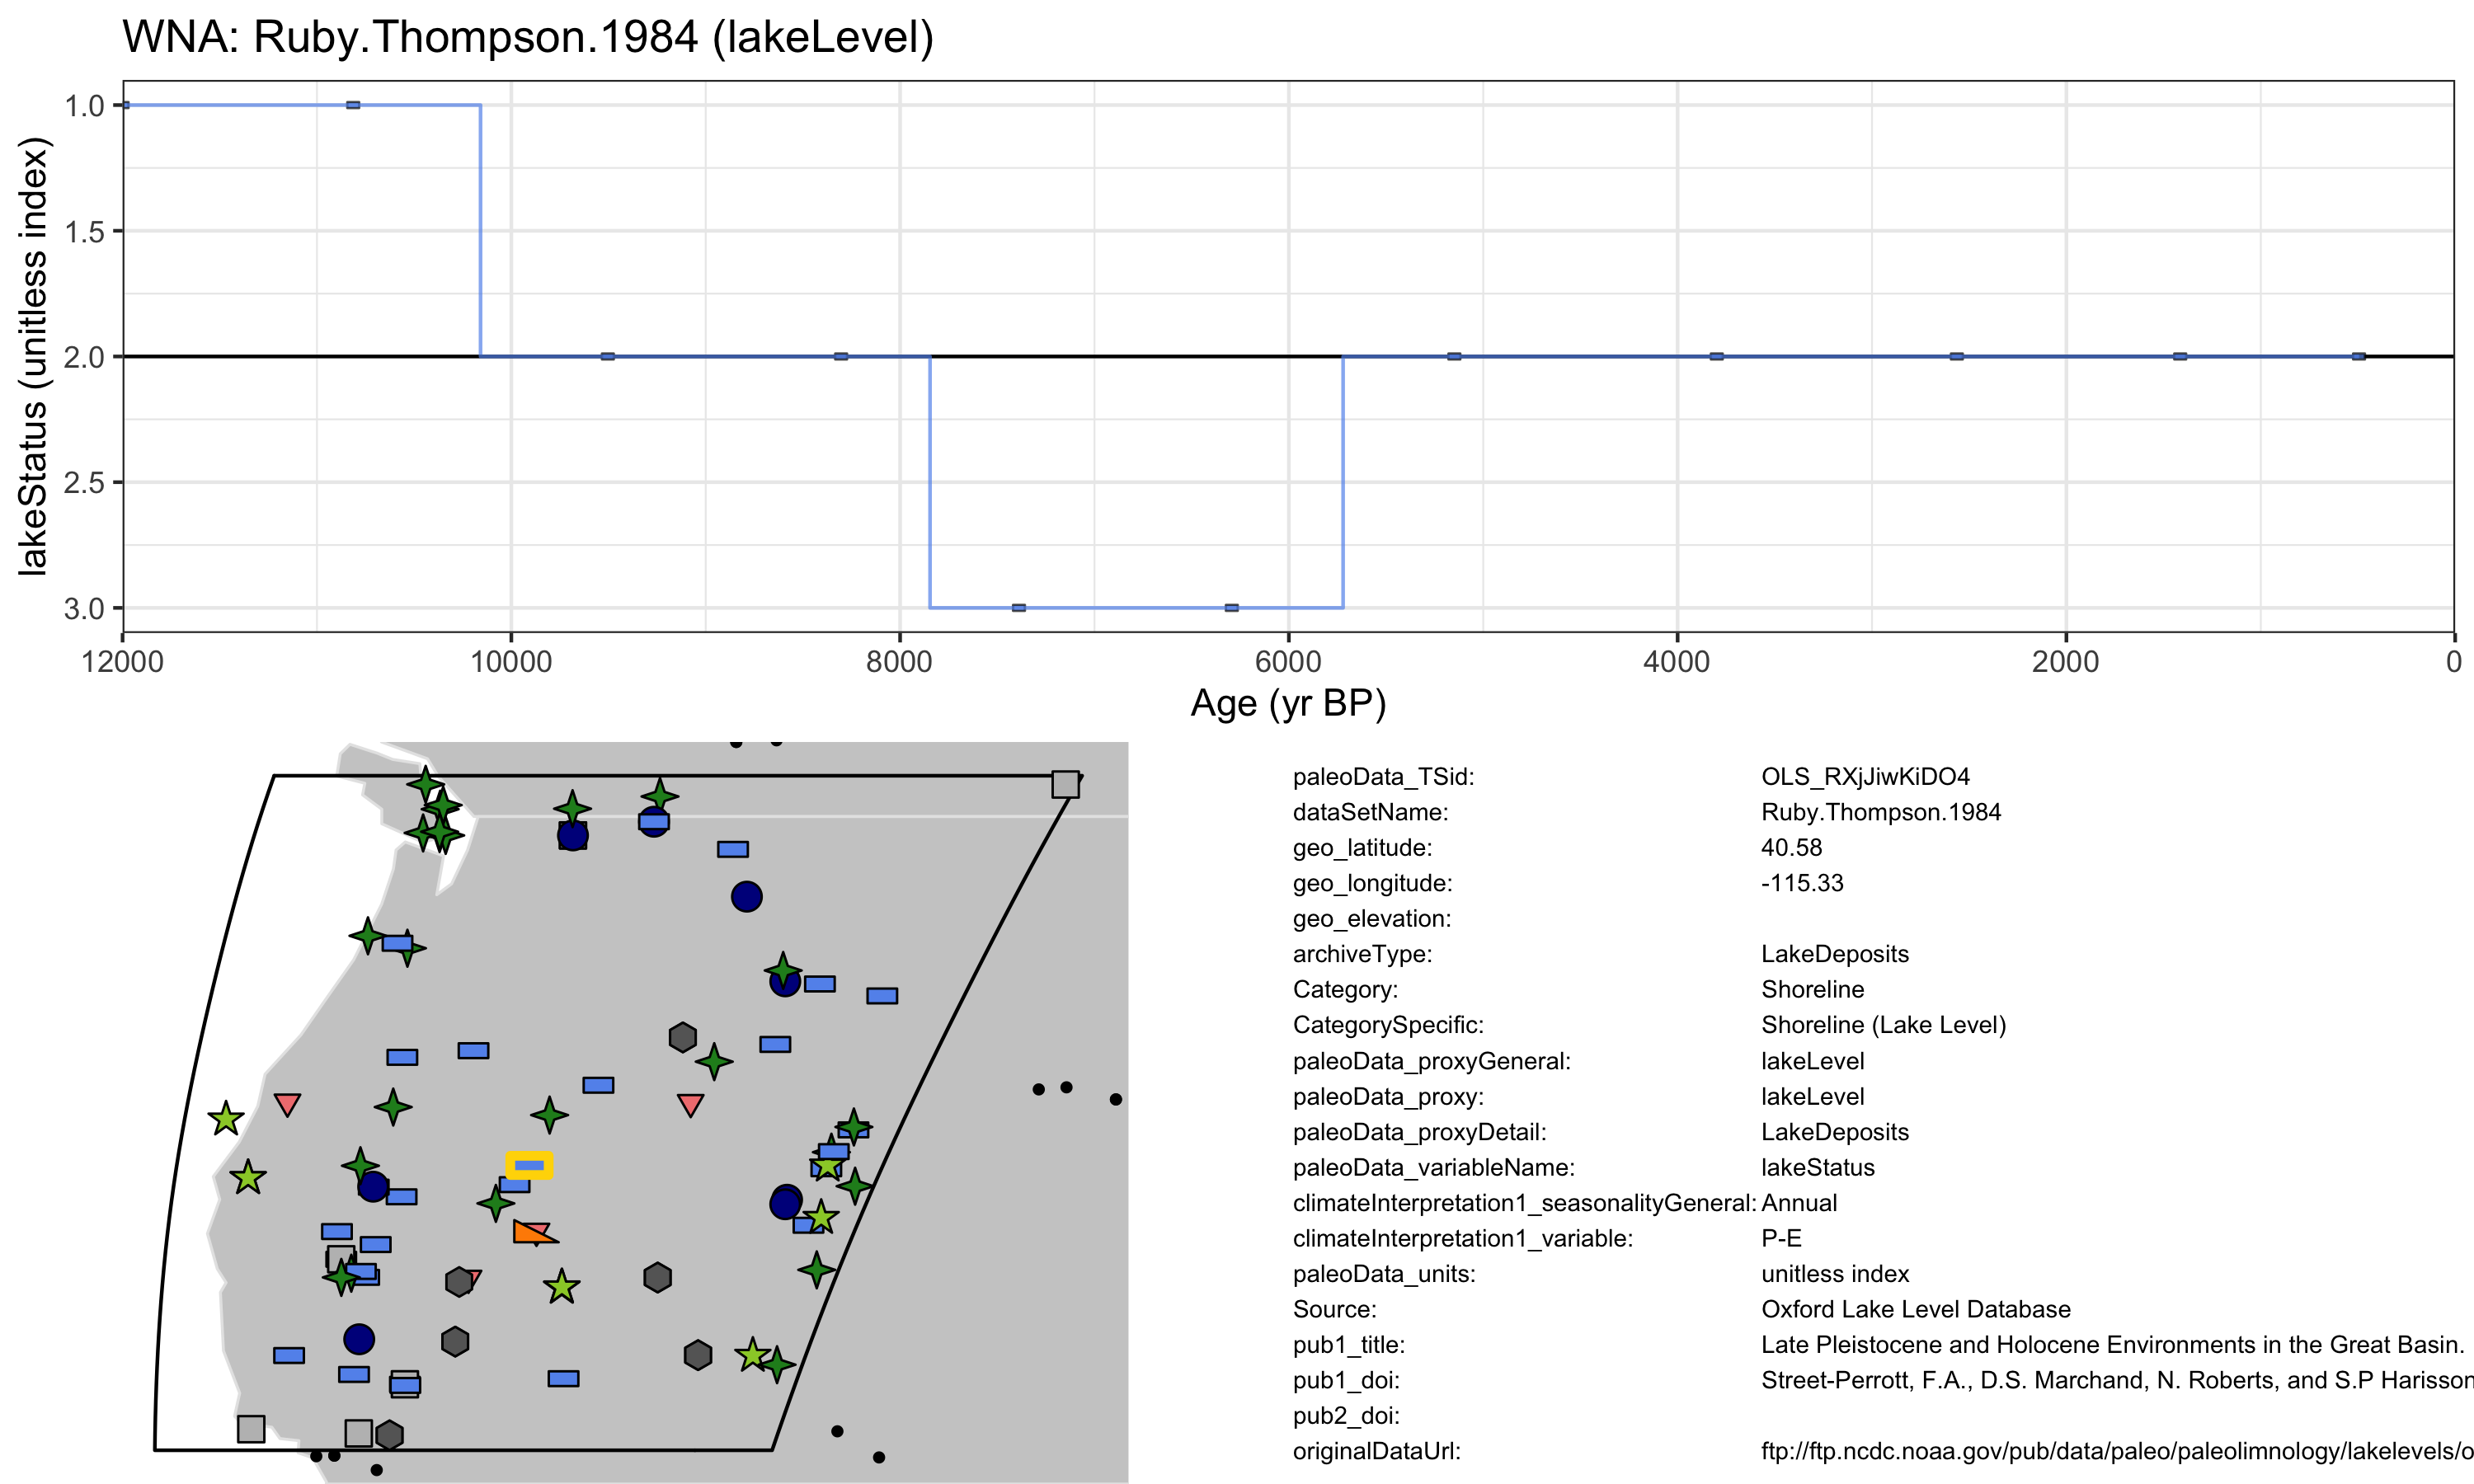 WNA: Ruby.Thompson.1984 (lakeLevel)
lakeStatus (unitless index)
1.0
1.5
2.0
2.5
3.0
12000 10000 8000 6000 4000 2000 0
Age (yr BP)
paleoData_TSid: OLS_RXjJiwKiDO4
dataSetName: Ruby.Thompson.1984
geo_latitude: 40.58
geo_longitude: -115.33
geo_elevation:
archiveType: LakeDeposits
Category: Shoreline
CategorySpecific: Shoreline (Lake Level)
paleoData_proxyGeneral: lakeLevel
paleoData_proxy: lakeLevel
paleoData_proxyDetail: LakeDeposits
paleoData_variableName: lakeStatus
climateInterpretation1_seasonalityGeneral: Annual
climateInterpretation1_variable: P-E
paleoData_units: unitless index
Source: Oxford Lake Level Database
pub1_title: Late Pleistocene and Holocene Environments in the Great Basin.
pub1_doi: Street-Perrott, F.A., D.S. Marchand, N. Roberts, and S.P Harisson
pub2_doi:
originalDataUrl: ftp://ftp.ncdc.noaa.gov/pub/data/paleo/paleolimnology/lakelevels/o